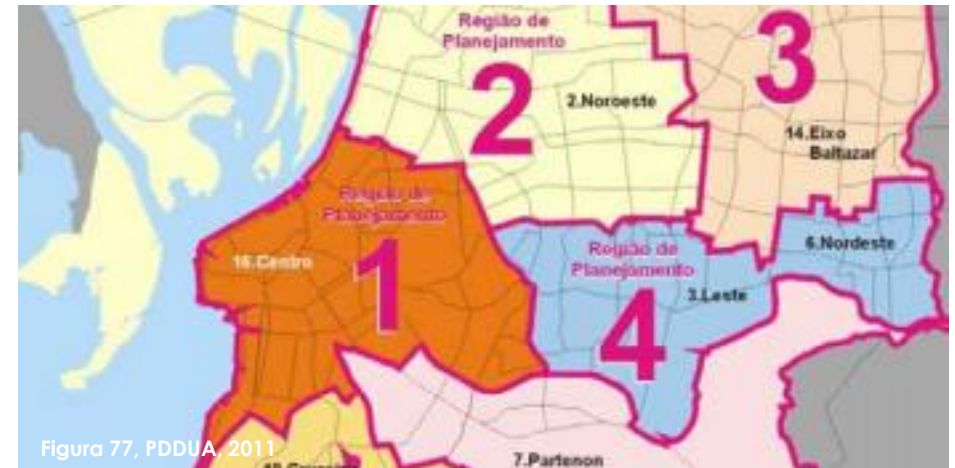 Região de
Planejamento
2
2.Noroeste
3
14.Eixo
Baltazar
Região de
Planejamento
1
16.Centro
Região de
Planejamento
4
3.Leste
6.Nordeste
7.Partenon
Figura 77, PDDUA, 2011